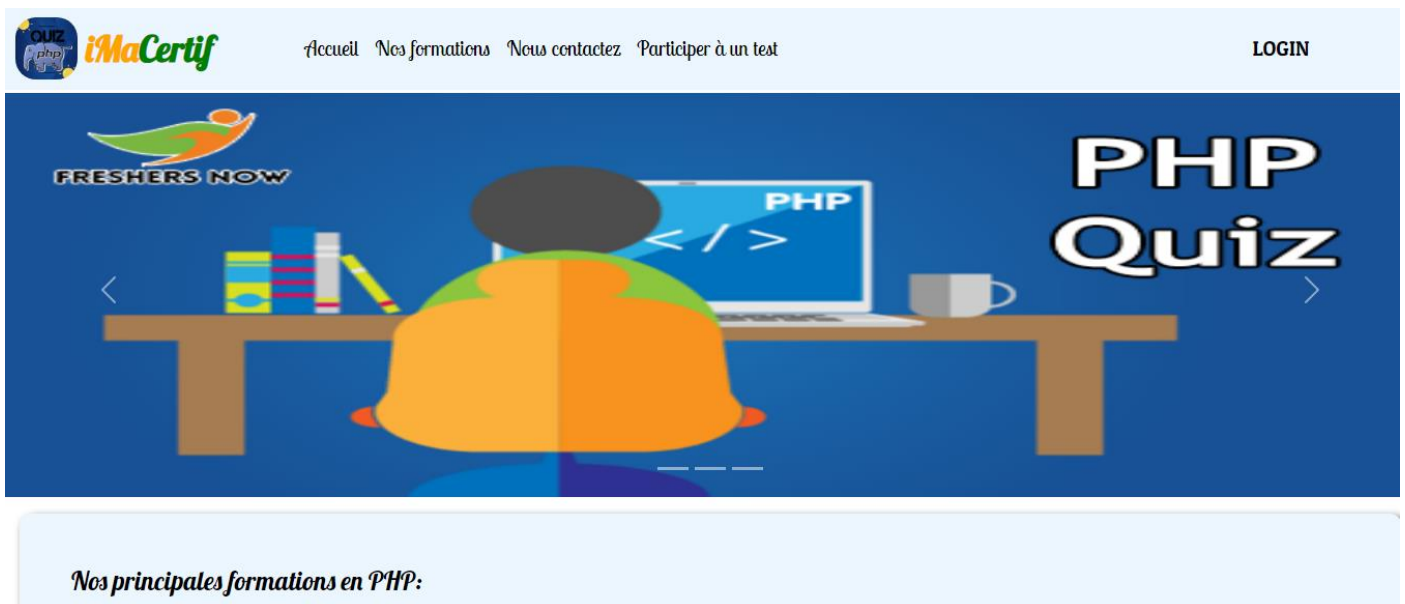 QUIZ
php
iMaCertif
Accueil Nos formations Nous contactez Participer à un test
LOGIN
FRESHERS NOW
PHP
</>
PHP
Quiz
Nos principales formations en PHP: